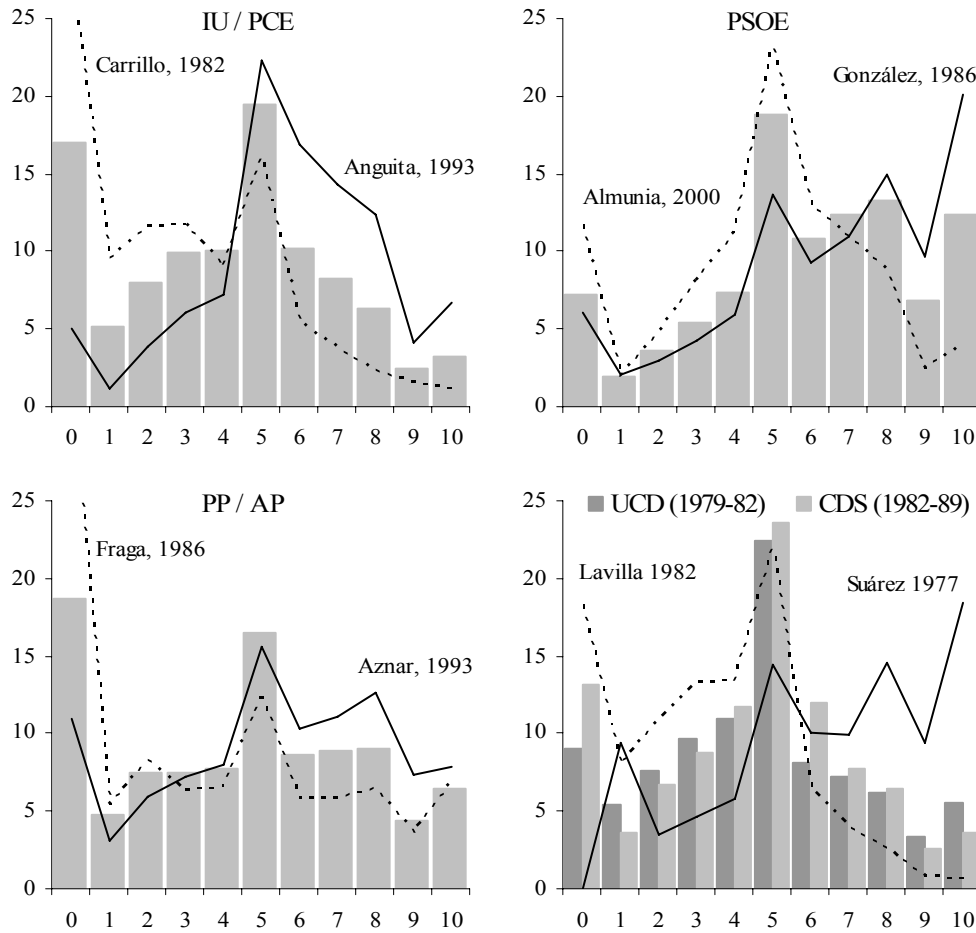 IU / PCE
25
20
15
10
5
0
Carrillo, 1982
Anguita, 1993
0 1 2 3 4 5 6 7 8 9 10
PSOE
25
20
15
10
5
0
González, 1986
Almunia, 2000
0 1 2 3 4 5 6 7 8 9 10
PP / AP
25
20
15
10
5
0
Fraga, 1986
Aznar, 1993
0 1 2 3 4 5 6 7 8 9 10
UCD (1979-82) CDS (1982-89)
25
20
15
10
5
0
Lavilla 1982
Suárez 1977
0 1 2 3 4 5 6 7 8 9 10